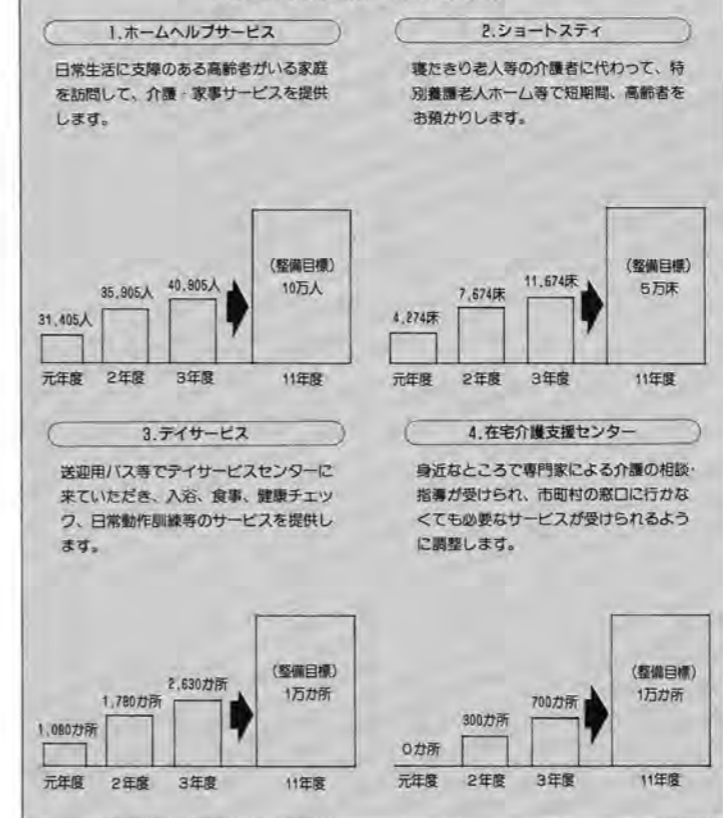 1.ホームヘルプサービス
日常生活に支障のある高齢者がいる家庭
を訪問して、介護・家事サービスを提供
します。
(整備目標)
10万人
40,905人
35,905人
31,405人
元年度 2年度 3年度 11年度
2.ショートスティ
寝たきり老人等の介護者に代わって、特
別養護老人ホーム等で短期間、高齢者を
お預かりします。
(整備目標)
5万床
11,674床
7,674床
4,274床
元年度 2年度 3年度 11年度
3.デイサービス
送迎用バス等でデイサービスセンターに
来ていただき、入浴、食事、健康チェッ
ク、日常動作訓練等のサービスを提供し
ます。
(整備目標)
1万か所
2,630か所
1,780か所
1,080か所
元年度 2年度 3年度 11年度
4.在宅介護支援センター
身近なところで専門家による介護の相談・
指導が受けられ、市町村の窓口に行かな
くても必要なサービスが受けられるよう
に調整します。
(整備目標)
1万か所
700か所
300か所
0か所
元年度 2年度 3年度 11年度